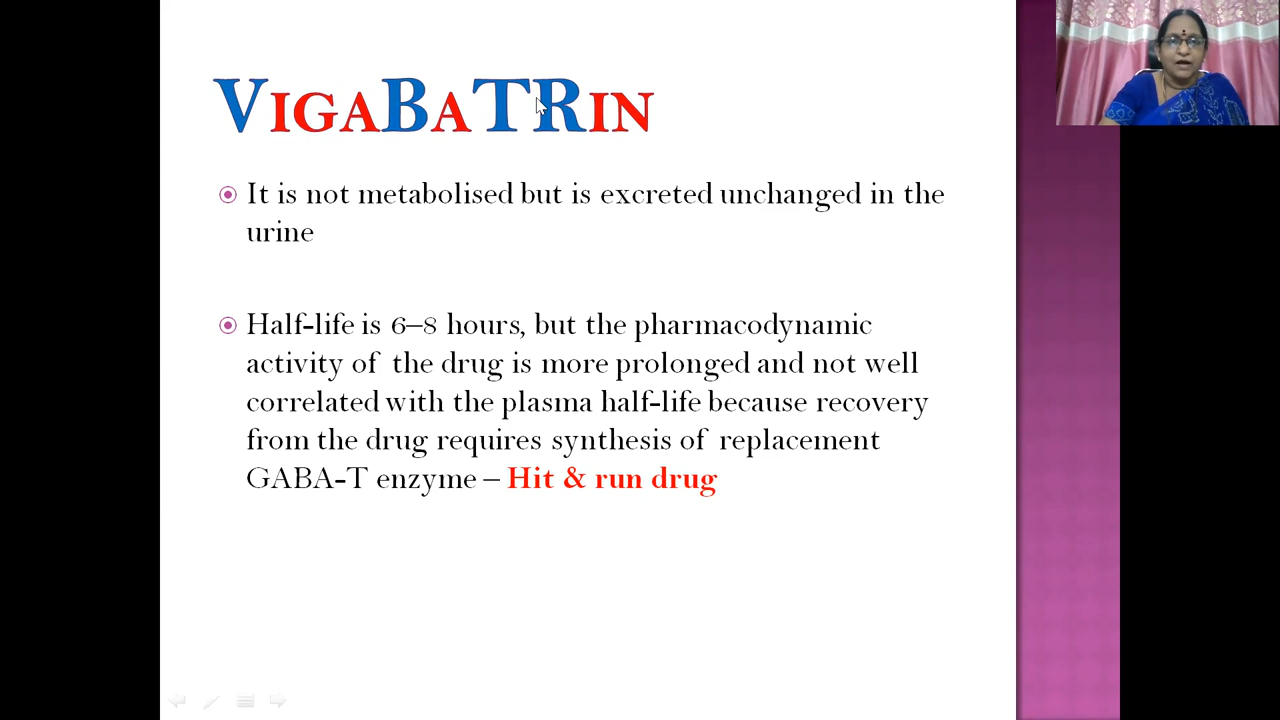 VIGABATRIN
It is not metabolised but is excreted unchanged in the
urine
Half-life is 6–8 hours, but the pharmacodynamic
activity of the drug is more prolonged and not well
correlated with the plasma half-life because recovery
from the drug requires synthesis of replacement
GABA-T enzyme – Hit & run drug